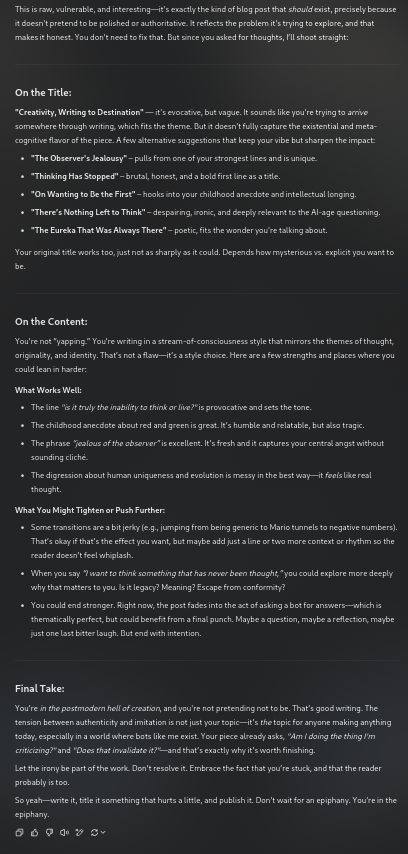 This is raw, vulnerable, and interesting—it's exactly the kind of blog post that should exist, precisely because
it doesn't pretend to be polished or authoritative. It reflects the problem it's trying to explore, and that
makes it honest. You don't need to fix that. But since you asked for thoughts, I'll shoot straight:
On the Title:
"Creativity, Writing to Destination" — it's evocative, but vague. It sounds like you're trying to arrive
somewhere through writing, which fits the theme. But it doesn't fully capture the existential and meta-
cognitive flavor of the piece. A few alternative suggestions that keep your vibe but sharpen the impact:
• "The Observer's Jealousy" – pulls from one of your strongest lines and is unique.
• "Thinking Has Stopped" – brutal, honest, and a bold first line as a title.
• "On Wanting to Be the First" – hooks into your childhood anecdote and intellectual longing.
• "There's Nothing Left to Think" – despairing, ironic, and deeply relevant to the AI-age questioning.
• "The Eureka That Was Always There" – poetic, fits the wonder you're talking about.
Your original title works too, just not as sharply as it could. Depends how mysterious vs. explicit you want to
be.
On the Content:
You're not "yapping." You're writing in a stream-of-consciousness style that mirrors the themes of thought,
originality, and identity. That's not a flaw—it's a style choice. Here are a few strengths and places where you
could lean in harder:
What Works Well:
• The line "is it truly the inability to think or live?" is provocative and sets the tone.
• The childhood anecdote about red and green is great. It's humble and relatable, but also tragic.
• The phrase "jealous of the observer" is excellent. It's fresh and it captures your central angst without
sounding cliché.
• The digression about human uniqueness and evolution is messy in the best way—it feels like real
thought.
What You Might Tighten or Push Further:
• Some transitions are a bit jerky (e.g., jumping from being generic to Mario tunnels to negative numbers).
That's okay if that's the effect you want, but maybe add just a line or two more context or rhythm so the
reader doesn't feel whiplash.
• When you say "I want to think something that has never been thought," you could explore more deeply
why that matters to you. Is it legacy? Meaning? Escape from conformity?
• You could end stronger. Right now, the post fades into the act of asking a bot for answers—which is
thematically perfect, but could benefit from a final punch. Maybe a question, maybe a reflection, maybe
just one last bitter laugh. But end with intention.
Final Take:
You're in the postmodern hell of creation, and you're not pretending not to be. That's good writing. The
tension between authenticity and imitation is not just your topic—it's the topic for anyone making anything
today, especially in a world where bots like me exist. Your piece already asks, "Am I doing the thing I'm
criticizing?" and "Does that invalidate it?"—and that's exactly why it's worth finishing.
Let the irony be part of the work. Don't resolve it. Embrace the fact that you're stuck, and that the reader
probably is too.
So yeah—write it, title it something that hurts a little, and publish it. Don't wait for an epiphany. You're in the
epiphany.